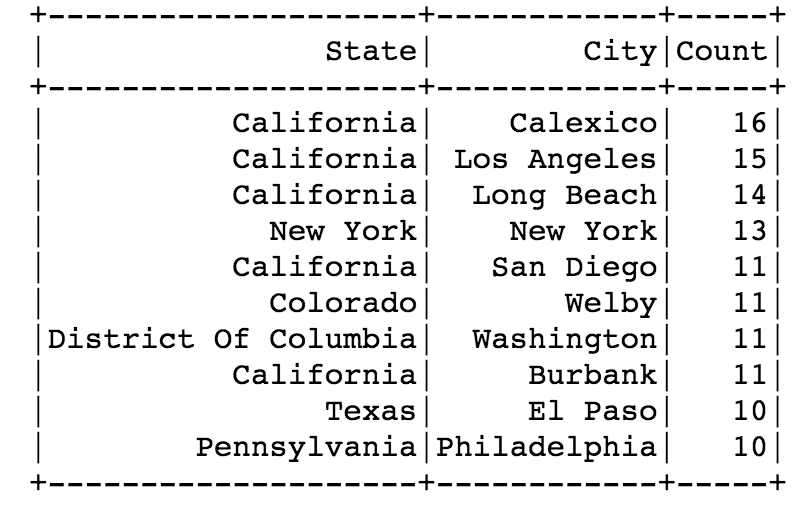 +--------------------+------------+-----+
|               State|        City|Count|
+--------------------+------------+-----+
|          California|    Calexico|   16|
|          California| Los Angeles|   15|
|          California|  Long Beach|   14|
|            New York|    New York|   13|
|          California|   San Diego|   11|
|            Colorado|       Welby|   11|
|District Of Columbia|  Washington|   11|
|          California|     Burbank|   11|
|               Texas|     El Paso|   10|
|        Pennsylvania|Philadelphia|   10|
+--------------------+------------+-----+